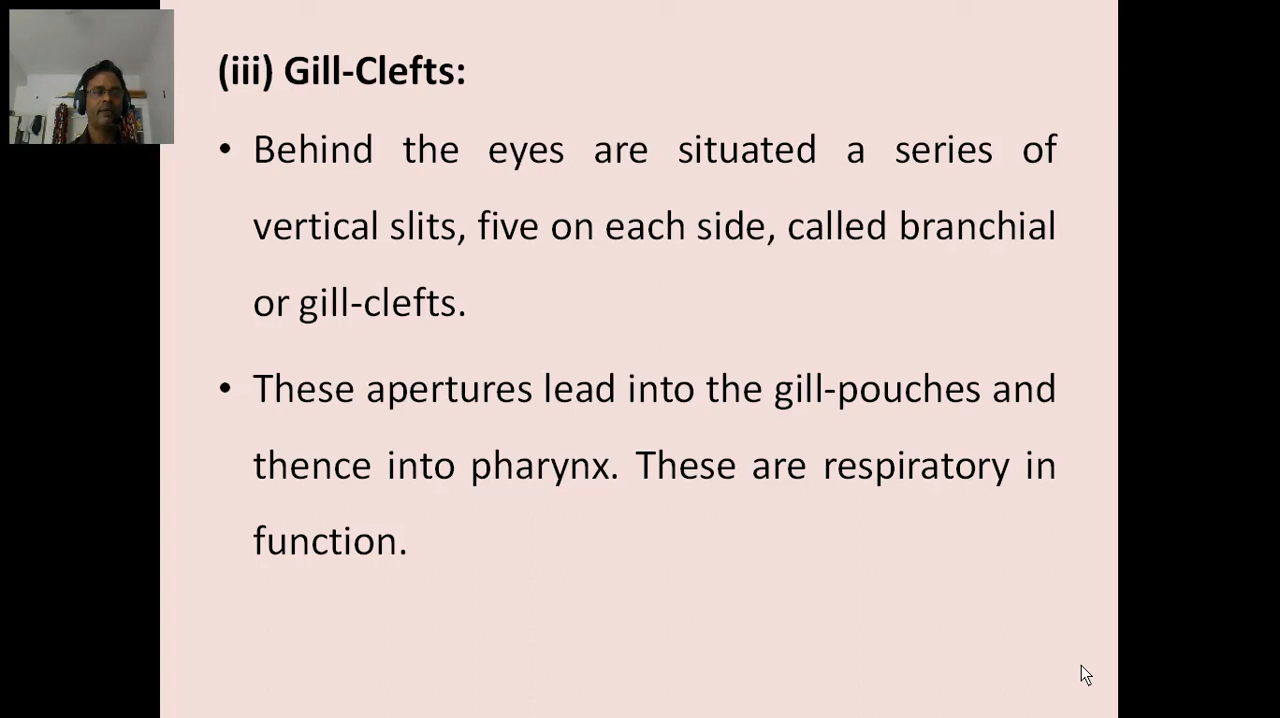 (iii) Gill-Clefts:
• Behind the eyes are situated a series of
vertical slits, five on each side, called branchial
or gill-clefts.
• These apertures lead into the gill-pouches and
thence into pharynx. These are respiratory in
function.